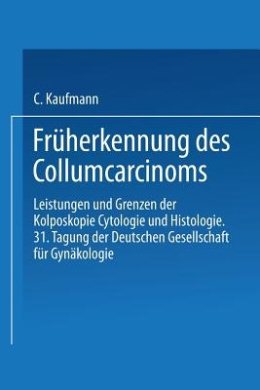 C. Kaufmann
Früherkennung des
Collumcarcinoms
Leistungen und Grenzen der
Kolposkopie Cytologie und Histologie.
31. Tagung der Deutschen Gesellschaft
für Gynäkologie